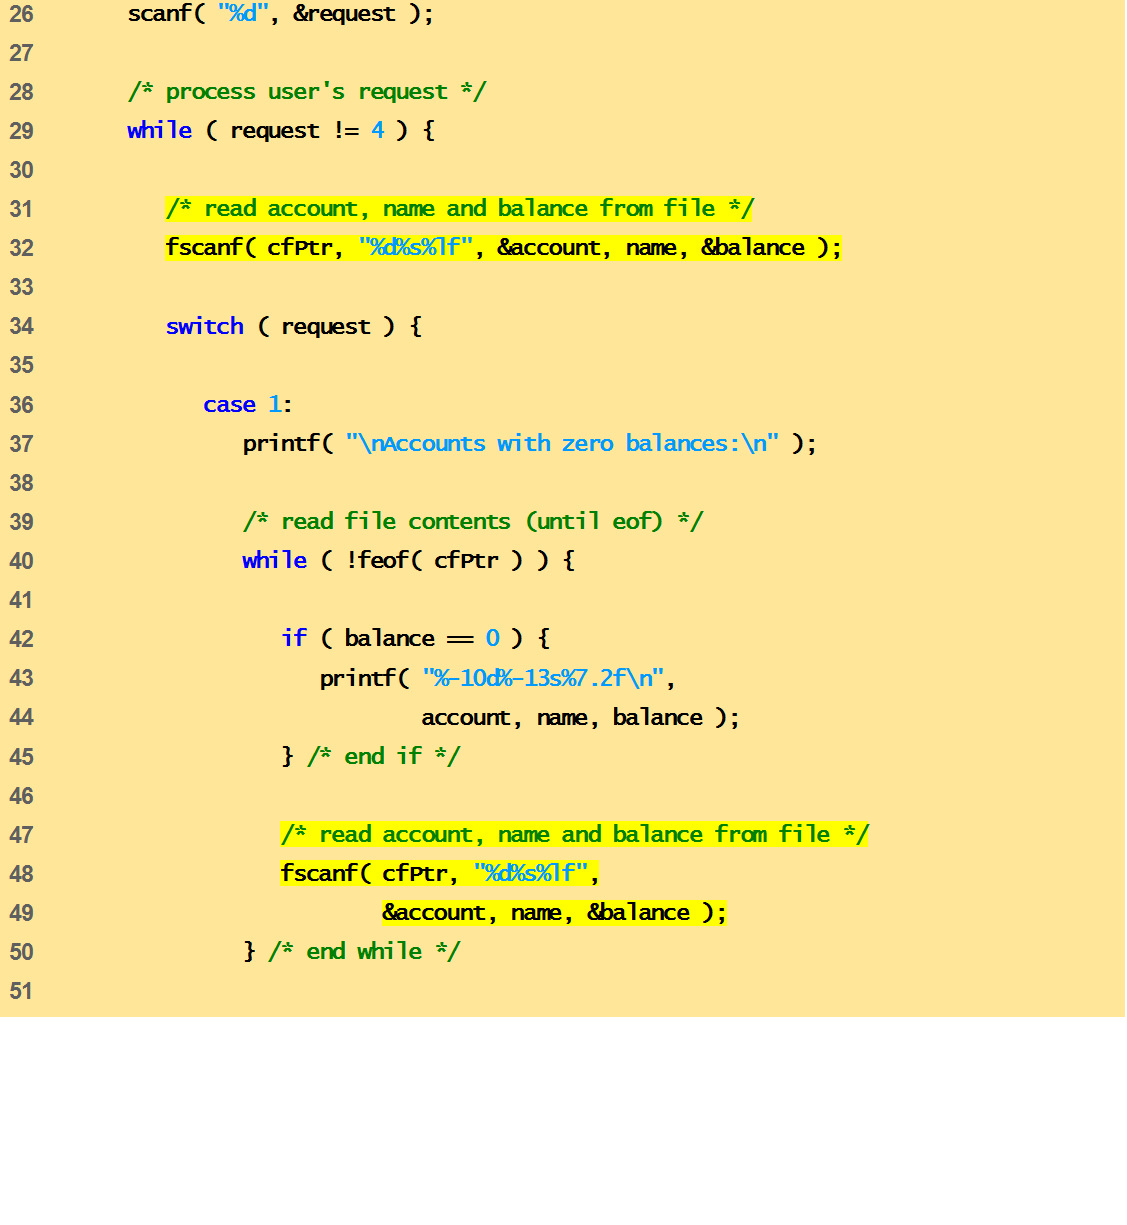 26 scanf( "%d", &request );
27
28 /* process user's request */
29 while ( request != 4 ) {
30
31 /* read account, name and balance from file */
32 fscanf( cfPtr, "%d%s%lf", &account, name, &balance );
33
34 switch ( request ) {
35
36 case 1:
37 printf( "\nAccounts with zero balances:\n" );
38
39 /* read file contents (until eof) */
40 while ( !feof( cfPtr ) ) {
41
42 if ( balance == 0 ) {
43 printf( "%-10d%-13s%7.2f\n",
44 account, name, balance );
45 } /* end if */
46
47 /* read account, name and balance from file */
48 fscanf( cfPtr, "%d%s%lf",
49 &account, name, &balance );
50 } /* end while */
51